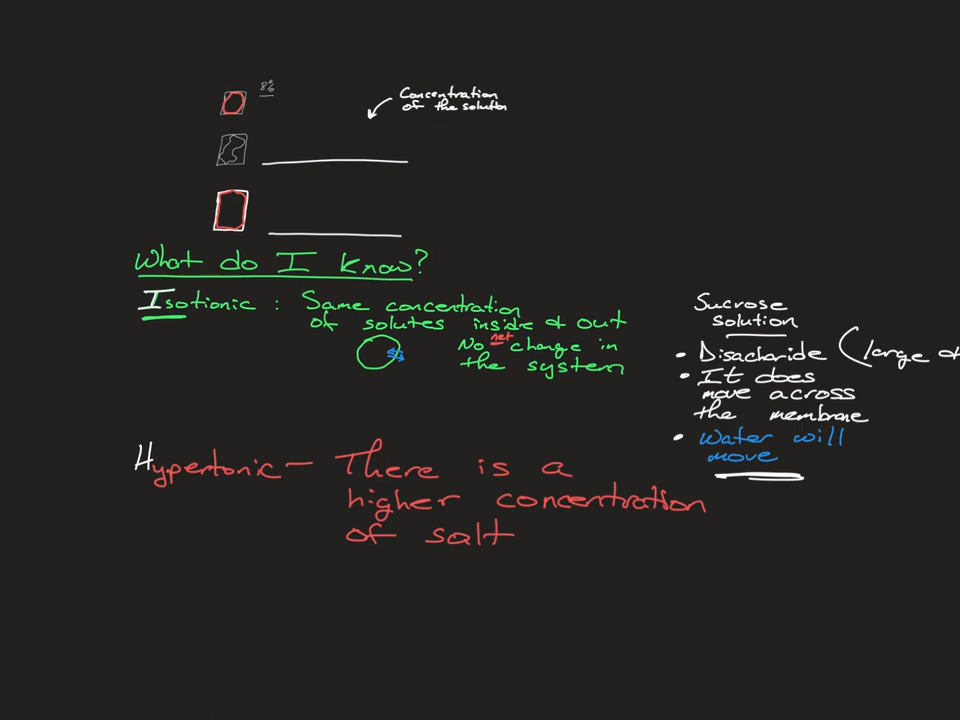 8%
Concentration
of the solution
What do I know?
Isotionic : Same concentration
of solutes inside & out
No net change in
the system
Sucrose
solution
• Disacharide (large
• It does
move across
the membrane
• Water will
move
Hypertonic — There is a
higher concentration
of salt